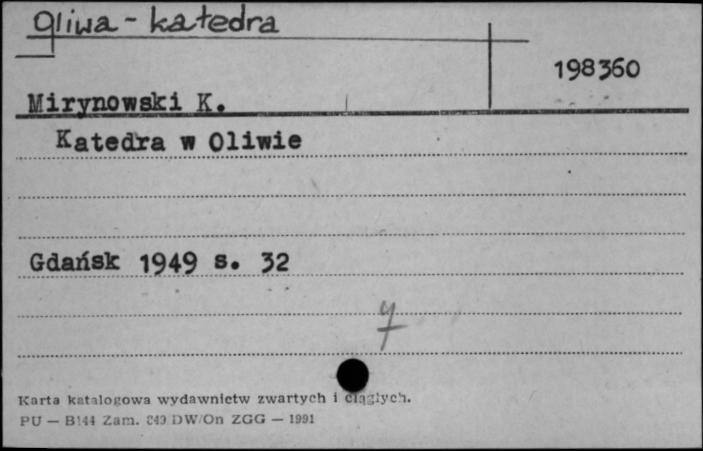 Oliwa - katedra
198360
Mirynowski K.
Katedra w Oliwie
Gdańsk 1949 s. 32
Karta katalogowa wydawnictw zwartych i ciągłych.
PU — B144 Zam. 849 DW/On ZGG — 1991